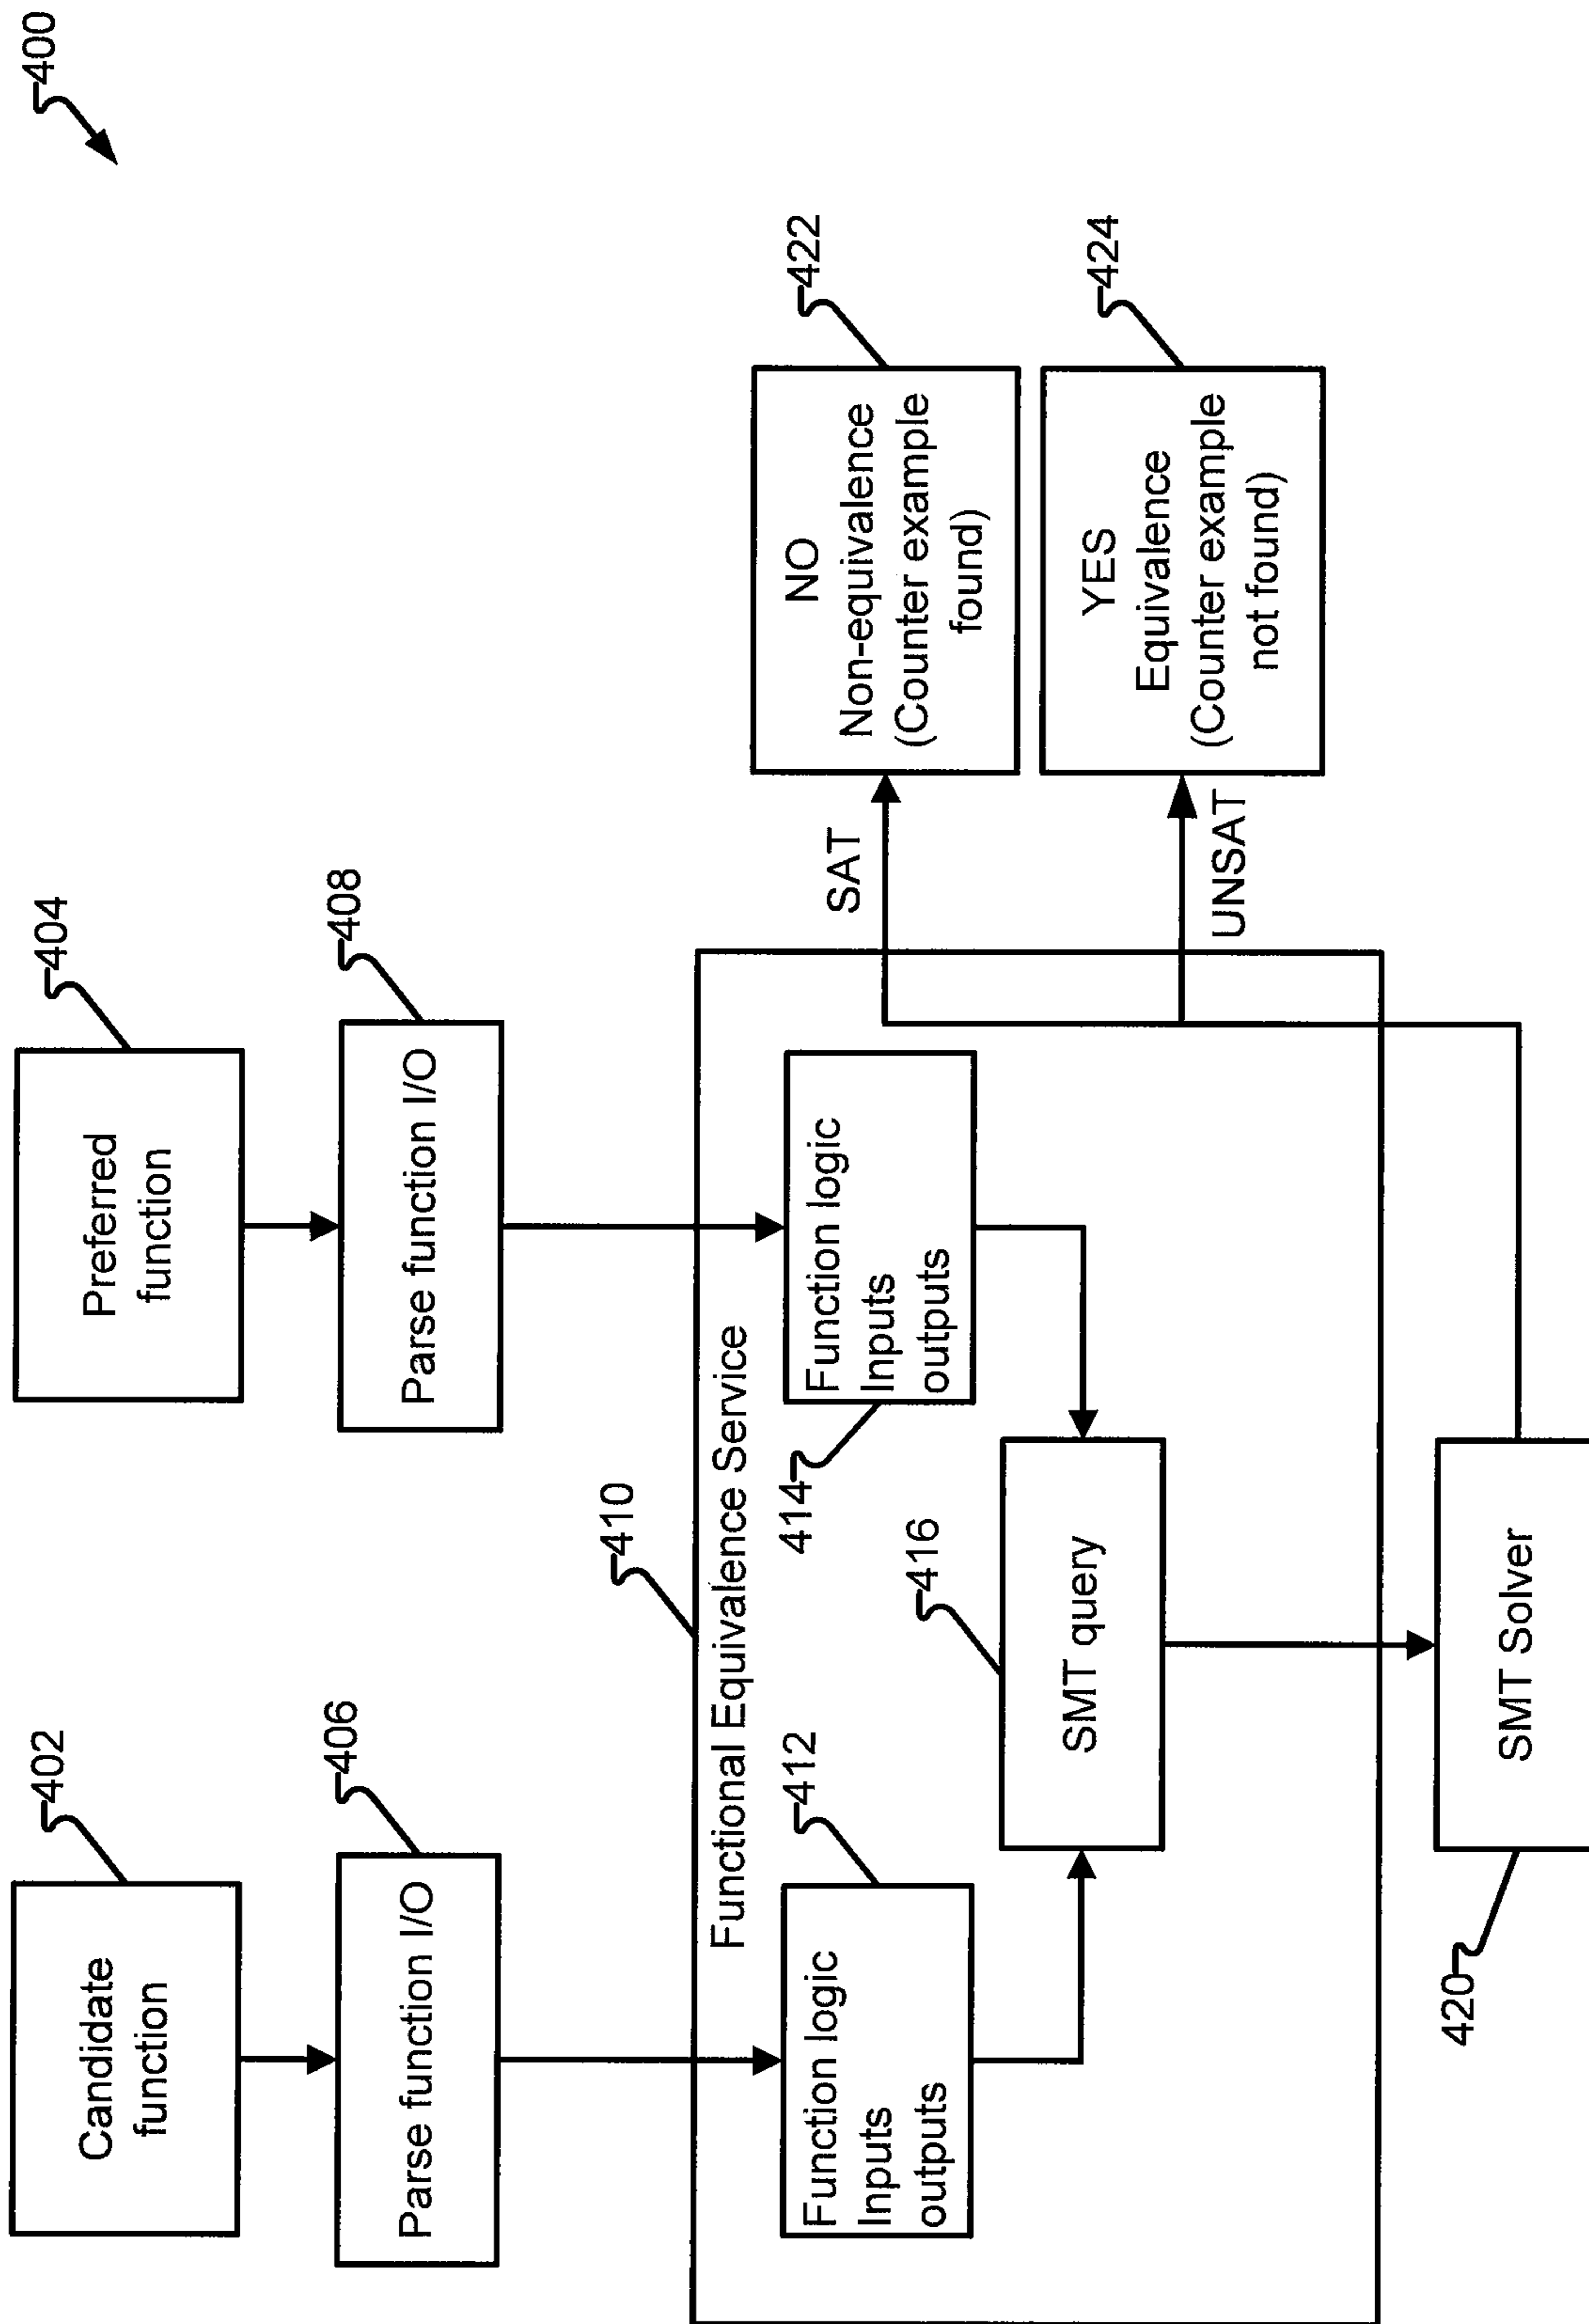 400
402
Candidate
function
404
Preferred
function
406
Parse function I/O
408
Parse function I/O
410
Functional Equivalence Service
412
Function logic
Inputs
outputs
414
Function logic
Inputs
outputs
416
SMT query
420
SMT Solver
SAT
UNSAT
422
NO
Non-equivalence
(Counter example
found)
424
YES
Equivalence
(Counter example
not found)